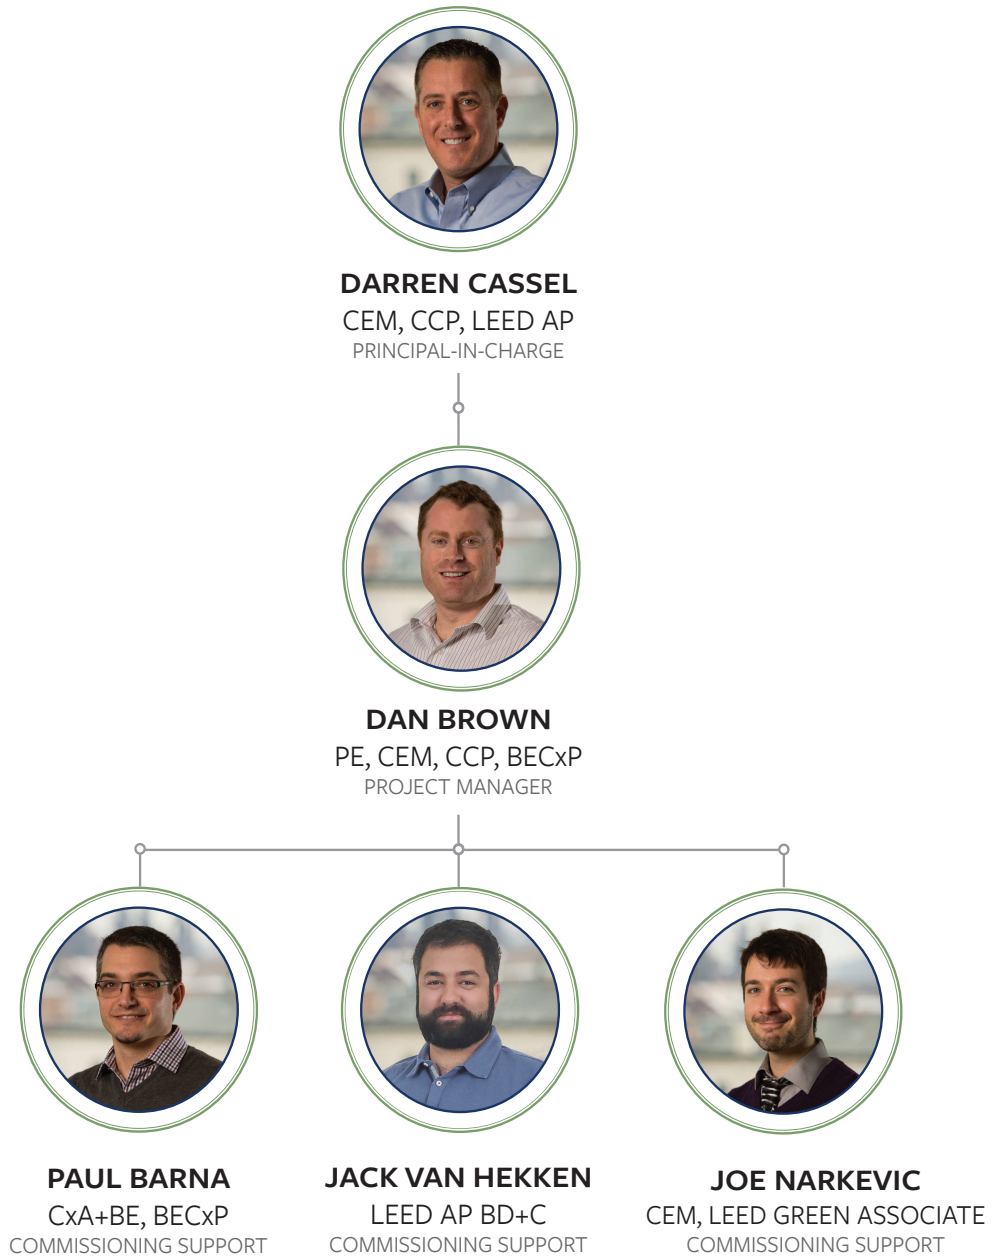 DARREN CASSEL
CEM, CCP, LEED AP
PRINCIPAL-IN-CHARGE
DAN BROWN
PE, CEM, CCP, BECxP
PROJECT MANAGER
PAUL BARNA
CxA+BE, BECxP
COMMISSIONING SUPPORT
JACK VAN HEKKEN
LEED AP BD+C
COMMISSIONING SUPPORT
JOE NARKEVIC
CEM, LEED GREEN ASSOCIATE
COMMISSIONING SUPPORT